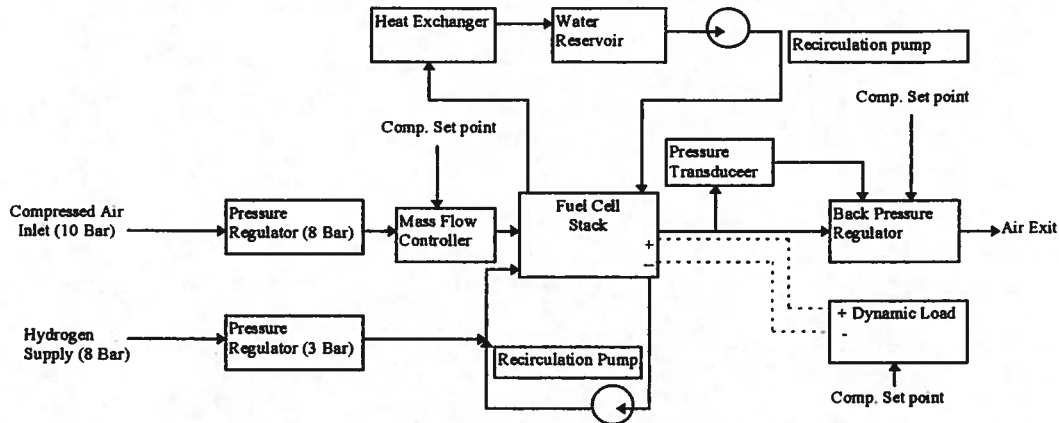 Heat Exchanger
Water
Reservoir
Recirculation pump
Comp. Set point
Comp. Set point
Pressure
Transduceer
Compressed Air
Inlet (10 Bar)
Pressure
Regulator (8 Bar)
Mass Flow
Controller
Fuel Cell
Stack
+
–
Back Pressure
Regulator
Air Exit
Hydrogen
Supply (8 Bar)
Pressure
Regulator (3 Bar)
Recirculation Pump
+ Dynamic Load
-
Comp. Set point